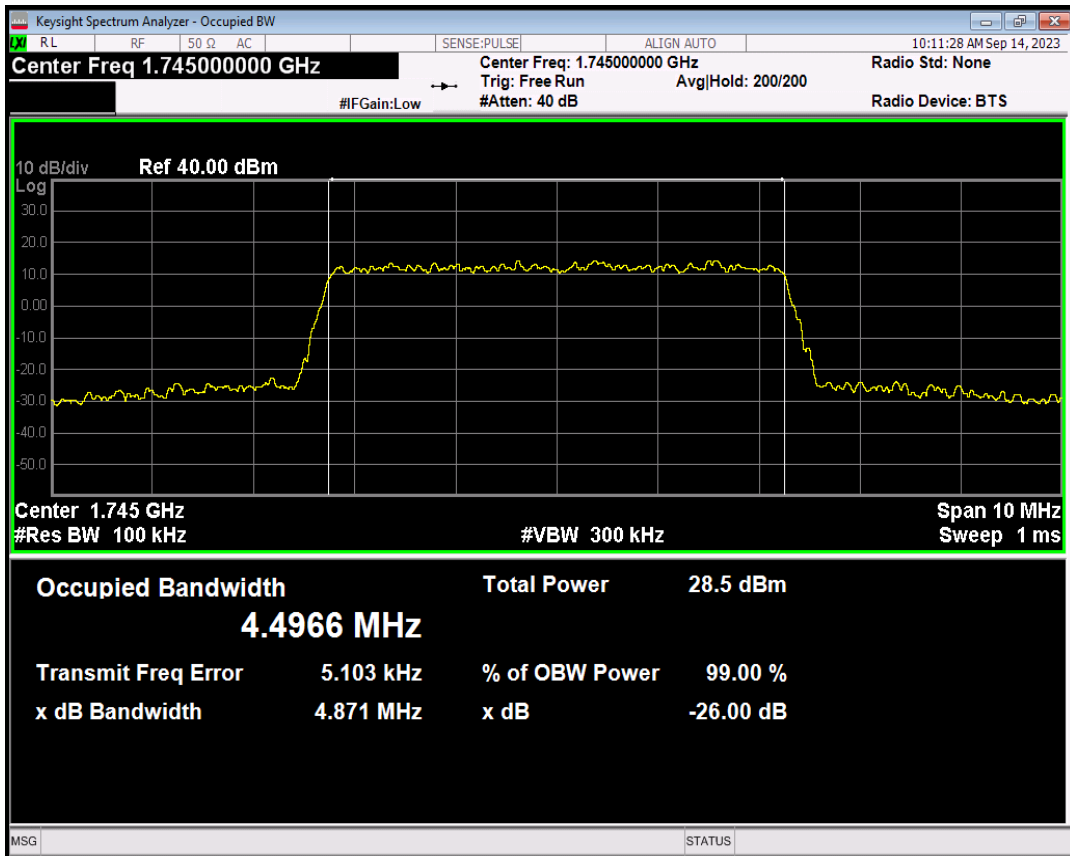 Keysight Spectrum Analyzer - Occupied BW
LXI RL RF 50 Ω AC SENSE:PULSE ALIGN AUTO 10:11:28 AM Sep 14, 2023
Center Freq 1.745000000 GHz Center Freq: 1.745000000 GHz Radio Std: None
Trig: Free Run Avg|Hold: 200/200
#IFGain:Low #Atten: 40 dB Radio Device: BTS
10 dB/div Ref 40.00 dBm
Log
30.0
20.0
10.0
0.00
-10.0
-20.0
-30.0
-40.0
-50.0
Center 1.745 GHz Span 10 MHz
#Res BW 100 kHz #VBW 300 kHz Sweep 1 ms
Occupied Bandwidth Total Power 28.5 dBm
4.4966 MHz
Transmit Freq Error 5.103 kHz % of OBW Power 99.00 %
x dB Bandwidth 4.871 MHz x dB -26.00 dB
MSG STATUS